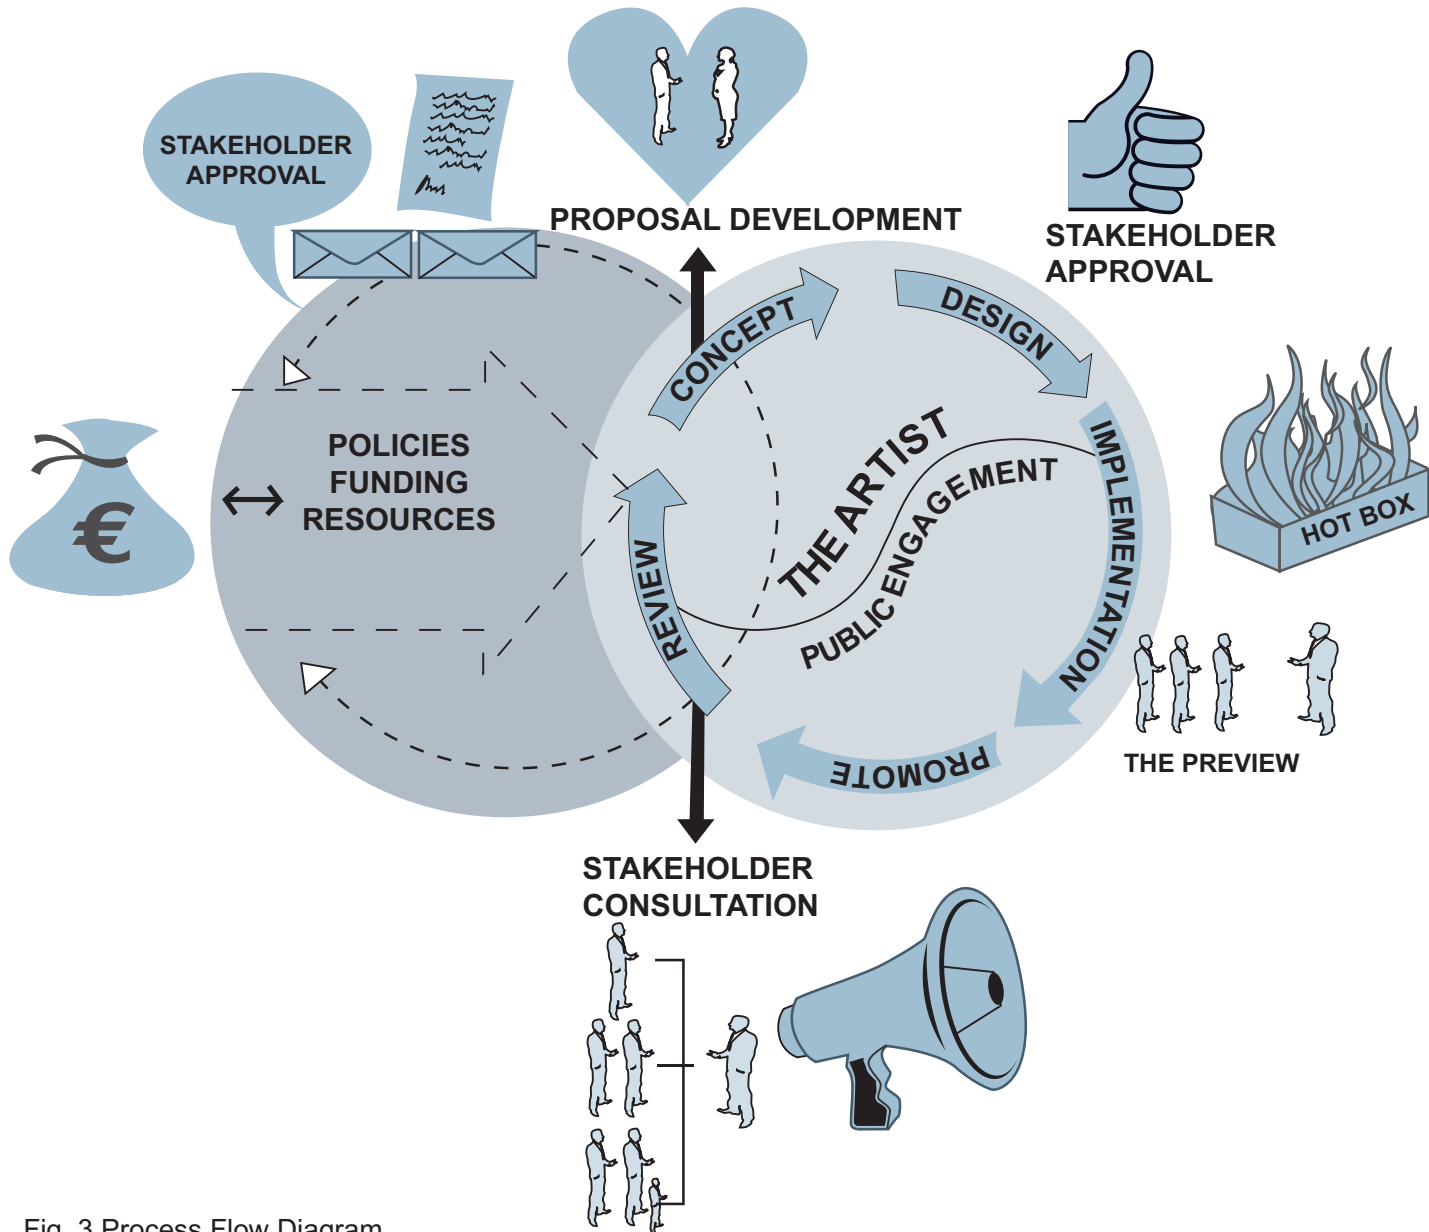 STAKEHOLDER
APPROVAL
PROPOSAL DEVELOPMENT
STAKEHOLDER
APPROVAL
CONCEPT
DESIGN
IMPLEMENTATION
PROMOTE
REVIEW
THE ARTIST
PUBLIC ENGAGEMENT
POLICIES
FUNDING
RESOURCES
€
HOT BOX
THE PREVIEW
STAKEHOLDER
CONSULTATION
Fig. 3 Process Flow Diagram